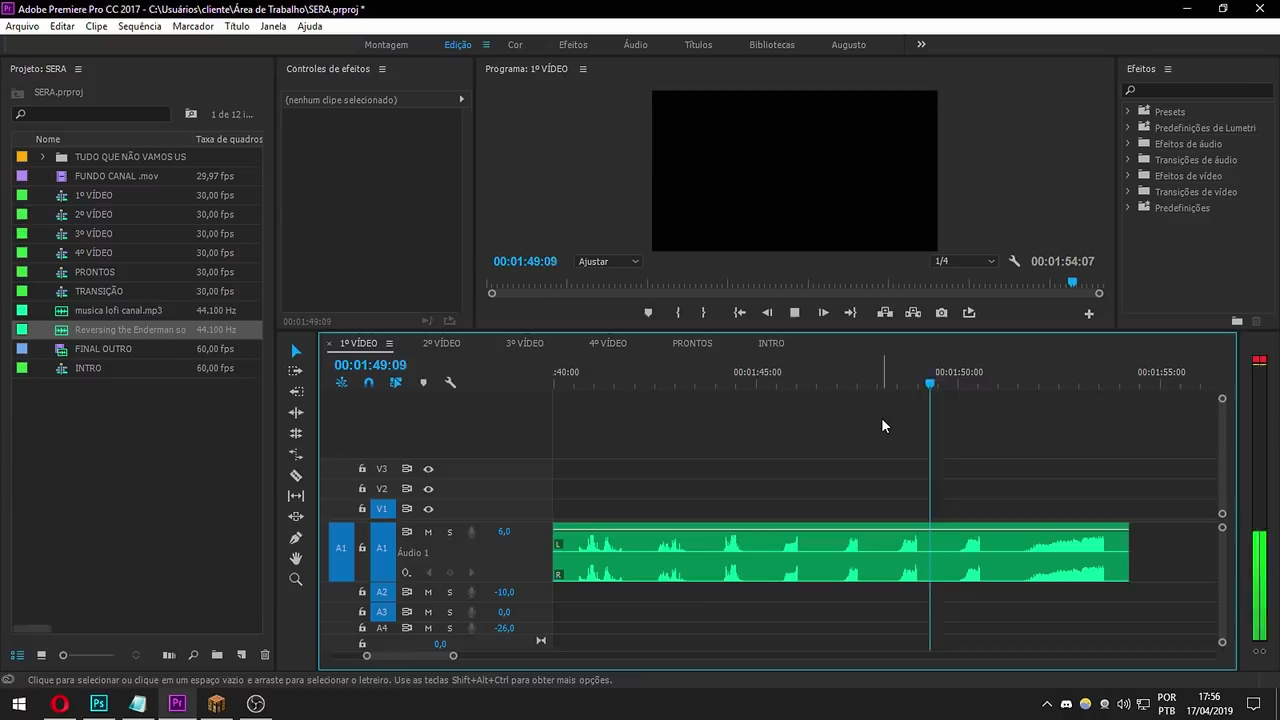 Adobe Premiere Pro CC 2017 - C:\Usuários\cliente\Área de Trabalho\SERA.prproj *
Arquivo Editar Clipe Sequência Marcador Título Janela Ajuda
Montagem Edição Cor Efeitos Áudio Títulos Bibliotecas Augusto
Projeto: SERA
SERA.prproj
1 de 12 i...
Nome Taxa de quadros
TUDO QUE NÃO VAMOS US
FUNDO CANAL .mov 29,97 fps
1º VÍDEO 30,00 fps
2º VÍDEO 30,00 fps
3º VÍDEO 30,00 fps
4º VÍDEO 30,00 fps
PRONTOS 30,00 fps
TRANSIÇÃO 30,00 fps
musica lofi canal.mp3 44.100 Hz
Reversing the Enderman so 44.100 Hz
FINAL OUTRO 60,00 fps
INTRO 60,00 fps
Controles de efeitos
(nenhum clipe selecionado)
00:01:49:09
Programa: 1º VÍDEO
00:01:49:09 Ajustar 1/4 00:01:54:07
Efeitos
Presets
Predefinições de Lumetri
Efeitos de áudio
Transições de áudio
Efeitos de vídeo
Transições de vídeo
Predefinições
1º VÍDEO 2º VÍDEO 3º VÍDEO 4º VÍDEO PRONTOS INTRO
00:01:49:09
:40:00 00:01:45:00 00:01:50:00 00:01:55:00
V3
V2
V1
A1 A1 M S 6,0
Áudio 1
L
R
A2 M S -10,0
A3 M S 0,0
A4 M S -26,0
0,0
Clique para selecionar ou clique em um espaço vazio e arraste para selecionar o letreiro. Use as teclas Shift+Alt+Ctrl para obter mais opções.
POR
PTB
17:56
17/04/2019